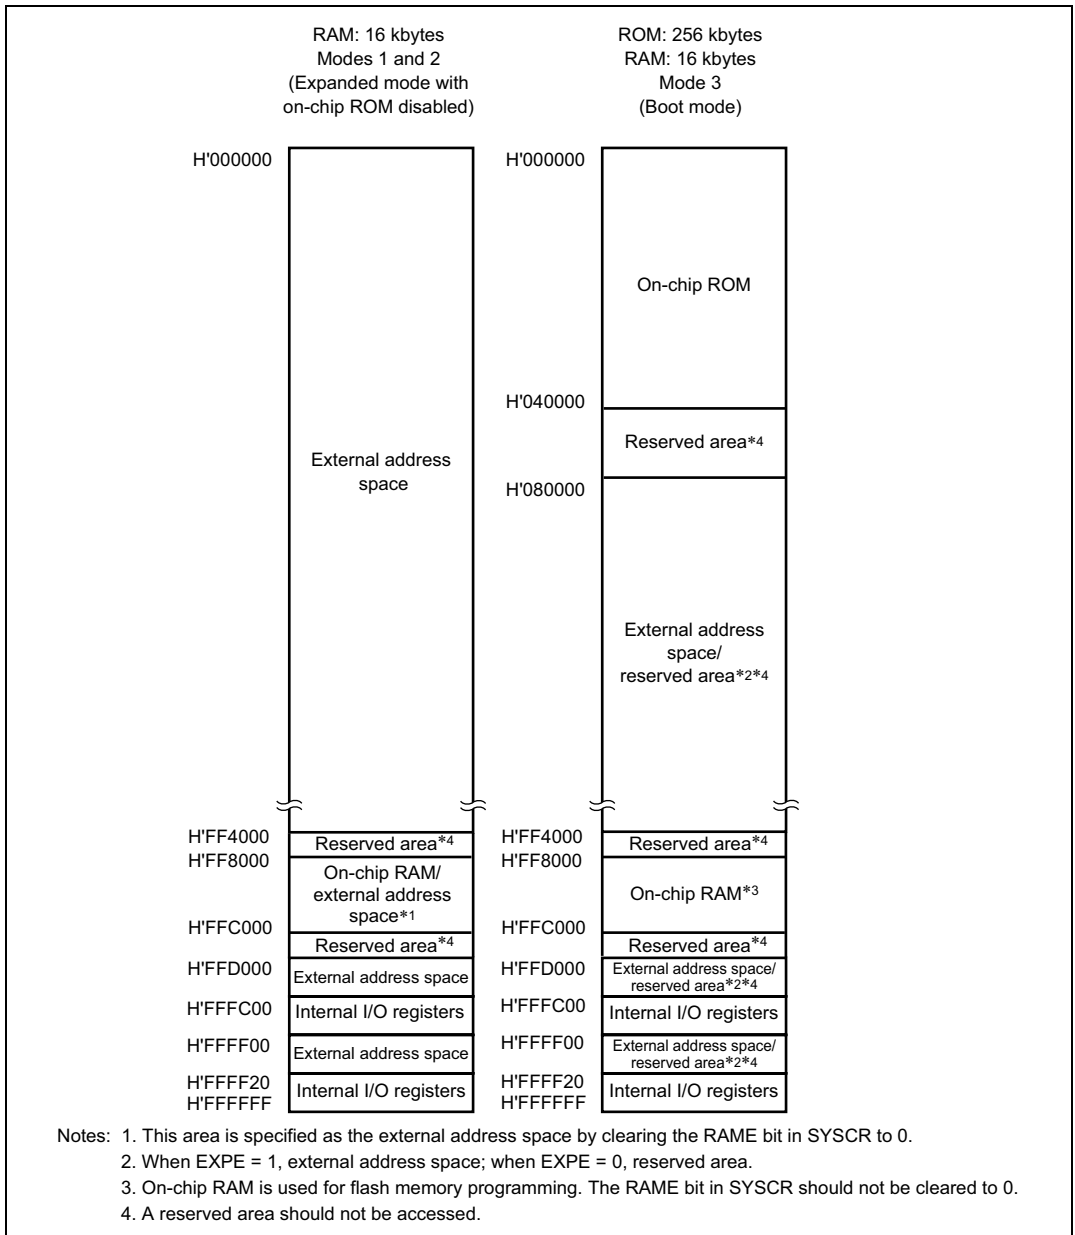 RAM: 16 kbytes
Modes 1 and 2
(Expanded mode with
on-chip ROM disabled)
ROM: 256 kbytes
RAM: 16 kbytes
Mode 3
(Boot mode)
H'000000
External address
space
H'FF4000
Reserved area*4
H'FF8000
On-chip RAM/
external address
space*1
H'FFC000
Reserved area*4
H'FFD000
External address space
H'FFFC00
Internal I/O registers
H'FFFF00
External address space
H'FFFF20
Internal I/O registers
H'FFFFFF
H'000000
On-chip ROM
H'040000
Reserved area*4
H'080000
External address
space/
reserved area*2*4
H'FF4000
Reserved area*4
H'FF8000
On-chip RAM*3
H'FFC000
Reserved area*4
H'FFD000
External address space/
reserved area*2*4
H'FFFC00
Internal I/O registers
H'FFFF00
External address space/
reserved area*2*4
H'FFFF20
Internal I/O registers
H'FFFFFF
Notes: 1. This area is specified as the external address space by clearing the RAME bit in SYSCR to 0.
2. When EXPE = 1, external address space; when EXPE = 0, reserved area.
3. On-chip RAM is used for flash memory programming. The RAME bit in SYSCR should not be cleared to 0.
4. A reserved area should not be accessed.